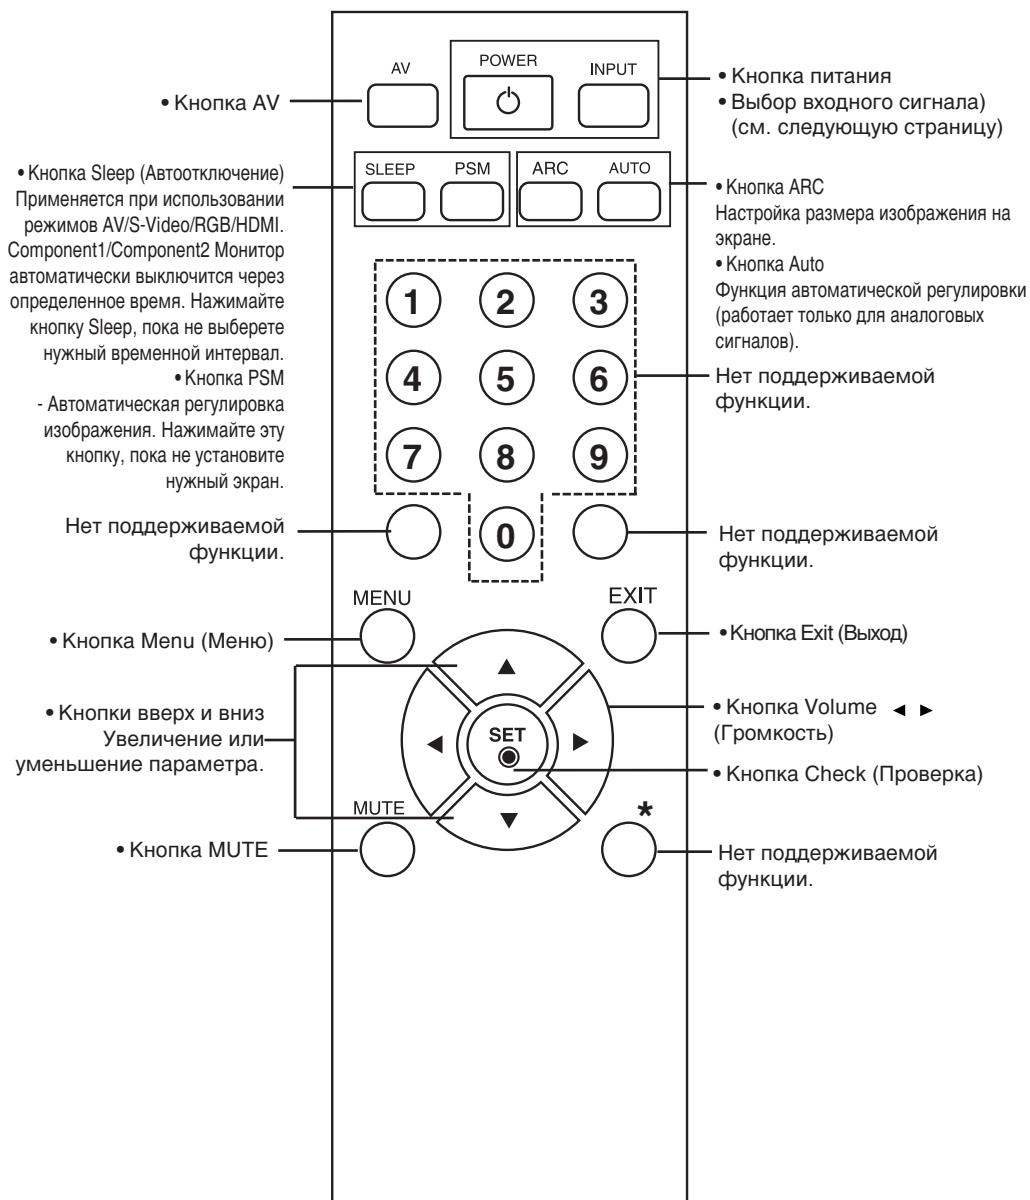 AV
POWER
INPUT
• Кнопка AV
• Кнопка питания
• Выбор входного сигнала)
(см. следующую страницу)
SLEEP
PSM
ARC
AUTO
• Кнопка Sleep (Автоотключение)
Применяется при использовании
режимов AV/S-Video/RGB/HDMI.
Component1/Component2 Монитор
автоматически выключится через
определенное время. Нажимайте
кнопку Sleep, пока не выберете
нужный временной интервал.
• Кнопка PSM
- Автоматическая регулировка
изображения. Нажимайте эту
кнопку, пока не установите
нужный экран.
• Кнопка ARC
Настройка размера изображения на
экране.
• Кнопка Auto
Функция автоматической регулировки
(работает только для аналоговых
сигналов).
1 2 3
4 5 6
7 8 9
0
Нет поддерживаемой
функции.
Нет поддерживаемой
функции.
Нет поддерживаемой
функции.
MENU
EXIT
• Кнопка Menu (Меню)
• Кнопка Exit (Выход)
• Кнопки вверх и вниз
Увеличение или
уменьшение параметра.
SET
• Кнопка Volume ◄ ►
(Громкость)
• Кнопка Check (Проверка)
MUTE
*
• Кнопка MUTE
Нет поддерживаемой
функции.